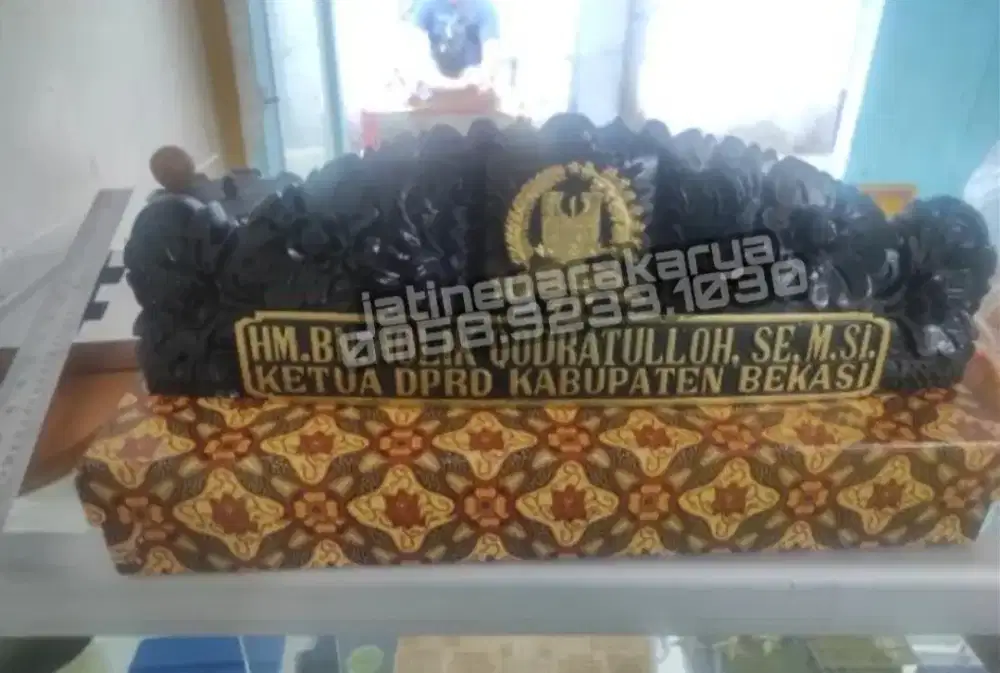 jatinegarakarya
0858.9233.1030
HM.B QODRATULLOH, SE, M.Si.
KETUA DPRD KABUPATEN BEKASI